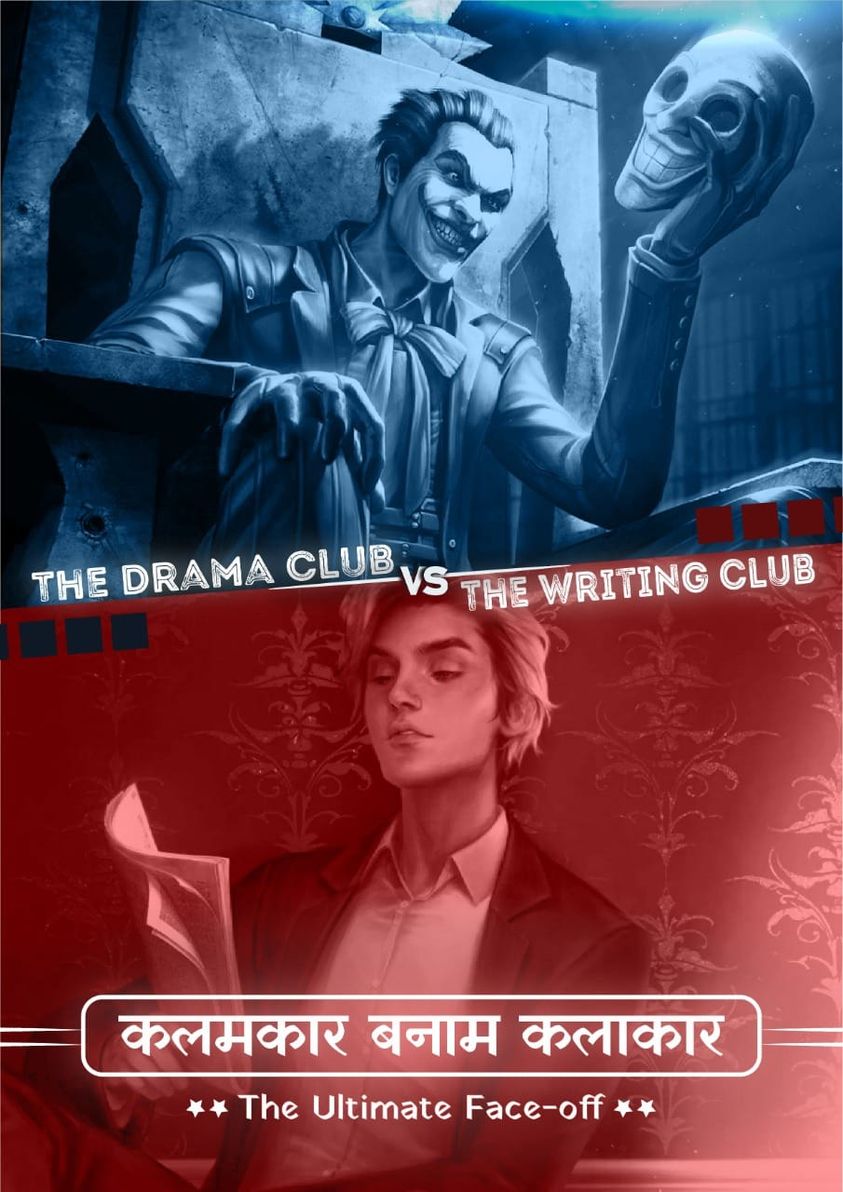 THE DRAMA CLUB VS THE WRITING CLUB
कलमकार बनाम कलाकार
★★ The Ultimate Face-off ★★